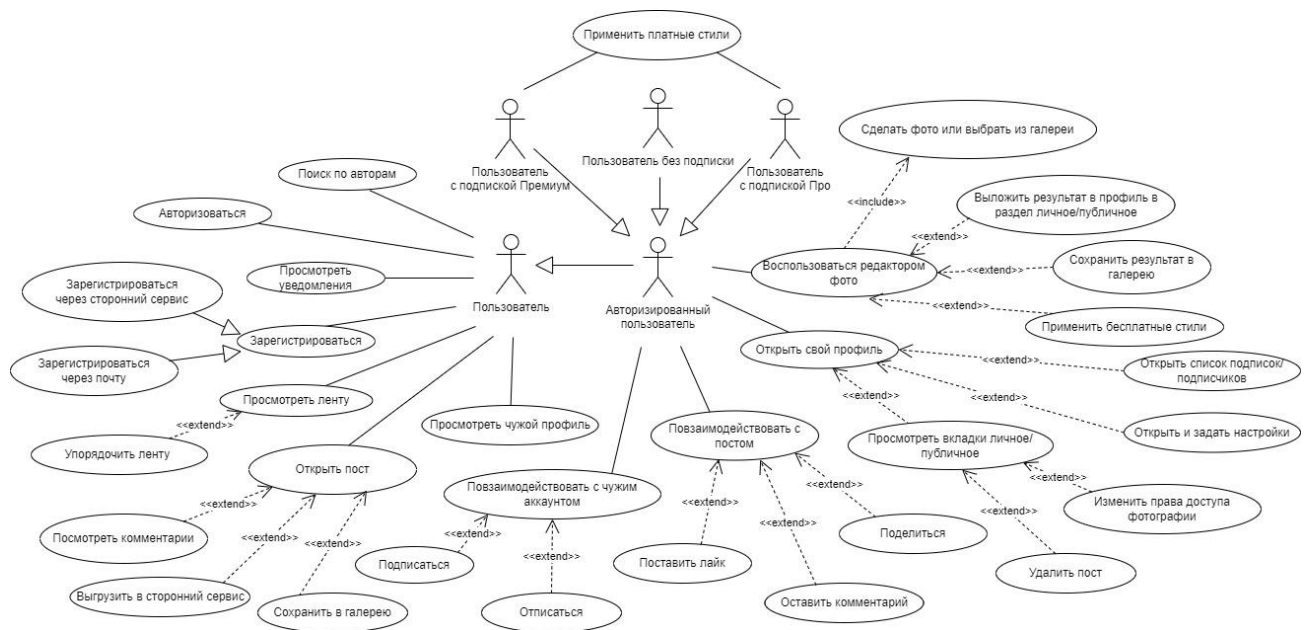 Применить платные стили
Пользователь
с подпиской Премиум
Пользователь без подписки
Пользователь
с подпиской Про
Сделать фото или выбрать из галереи
Поиск по авторам
<<include>>
Выложить результат в профиль в
раздел личное/публичное
Авторизоваться
<<extend>>
Просмотреть
уведомления
Пользователь
Авторизированный
пользователь
Воспользоваться редактором
фото
<<extend>>
Сохранить результат в
галерею
Зарегистрироваться
через сторонний сервис
<<extend>>
Применить бесплатные стили
Зарегистрироваться
Открыть свой профиль
<<extend>>
Зарегистрироваться
через почту
Открыть список подписок/
подписчиков
<<extend>>
<<extend>>
Просмотреть ленту
<<extend>>
Просмотреть чужой профиль
Повзаимодействовать с
постом
Просмотреть вкладки личное/
публичное
Открыть и задать настройки
Упорядочить ленту
Открыть пост
Повзаимодействовать с чужим
аккаунтом
<<extend>>
Изменить права доступа
фотографии
<<extend>>
<<extend>>
<<extend>>
<<extend>>
<<extend>>
Посмотреть комментарии
<<extend>>
<<extend>>
Поделиться
<<extend>>
<<extend>>
Подписаться
<<extend>>
Поставить лайк
Удалить пост
Выгрузить в сторонний сервис
Сохранить в галерею
Отписаться
Оставить комментарий